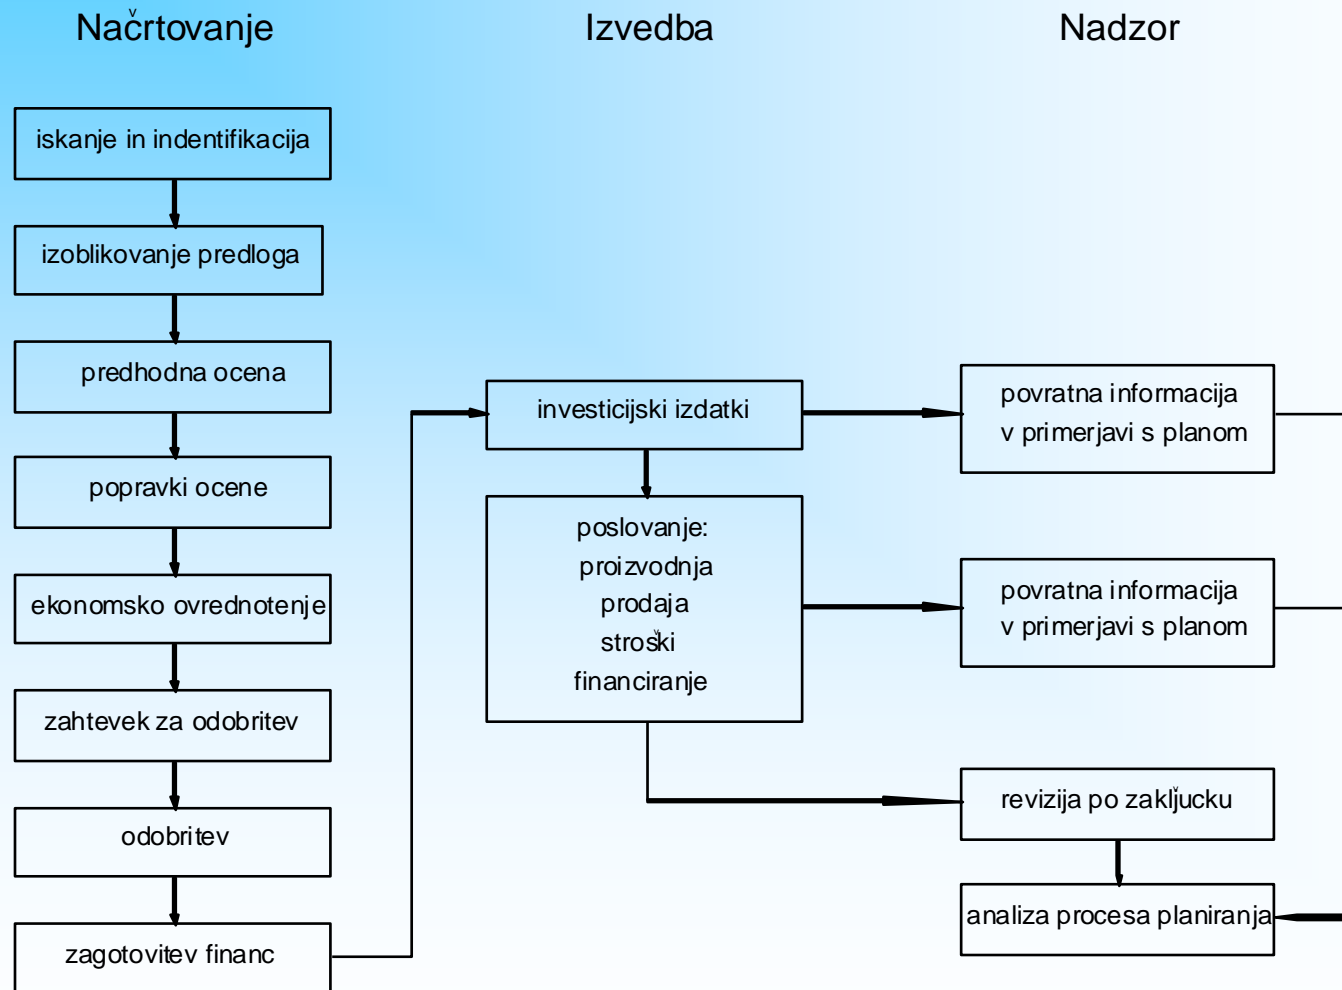 Načrtovanje
Izvedba
Nadzor
iskanje in indentifikacija
izoblikovanje predloga
predhodna ocena
popravki ocene
ekonomsko ovrednotenje
zahtevek za odobritev
odobritev
zagotovitev financ
investicijski izdatki
poslovanje:
proizvodnja
prodaja
stroški
financiranje
povratna informacija
v primerjavi s planom
povratna informacija
v primerjavi s planom
revizija po zaključku
analiza procesa planiranja